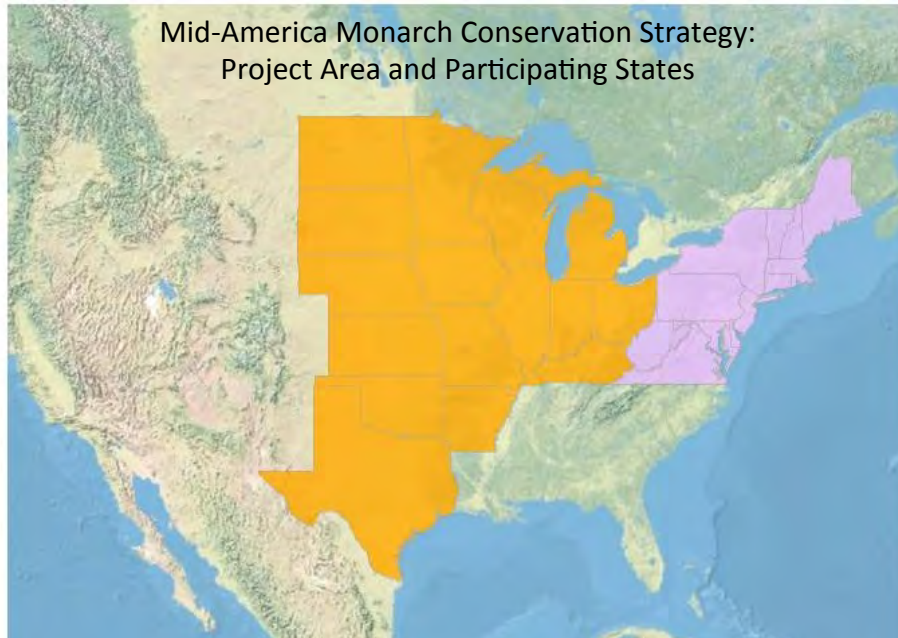 Mid-America Monarch Conservation Strategy:
Project Area and Participating States